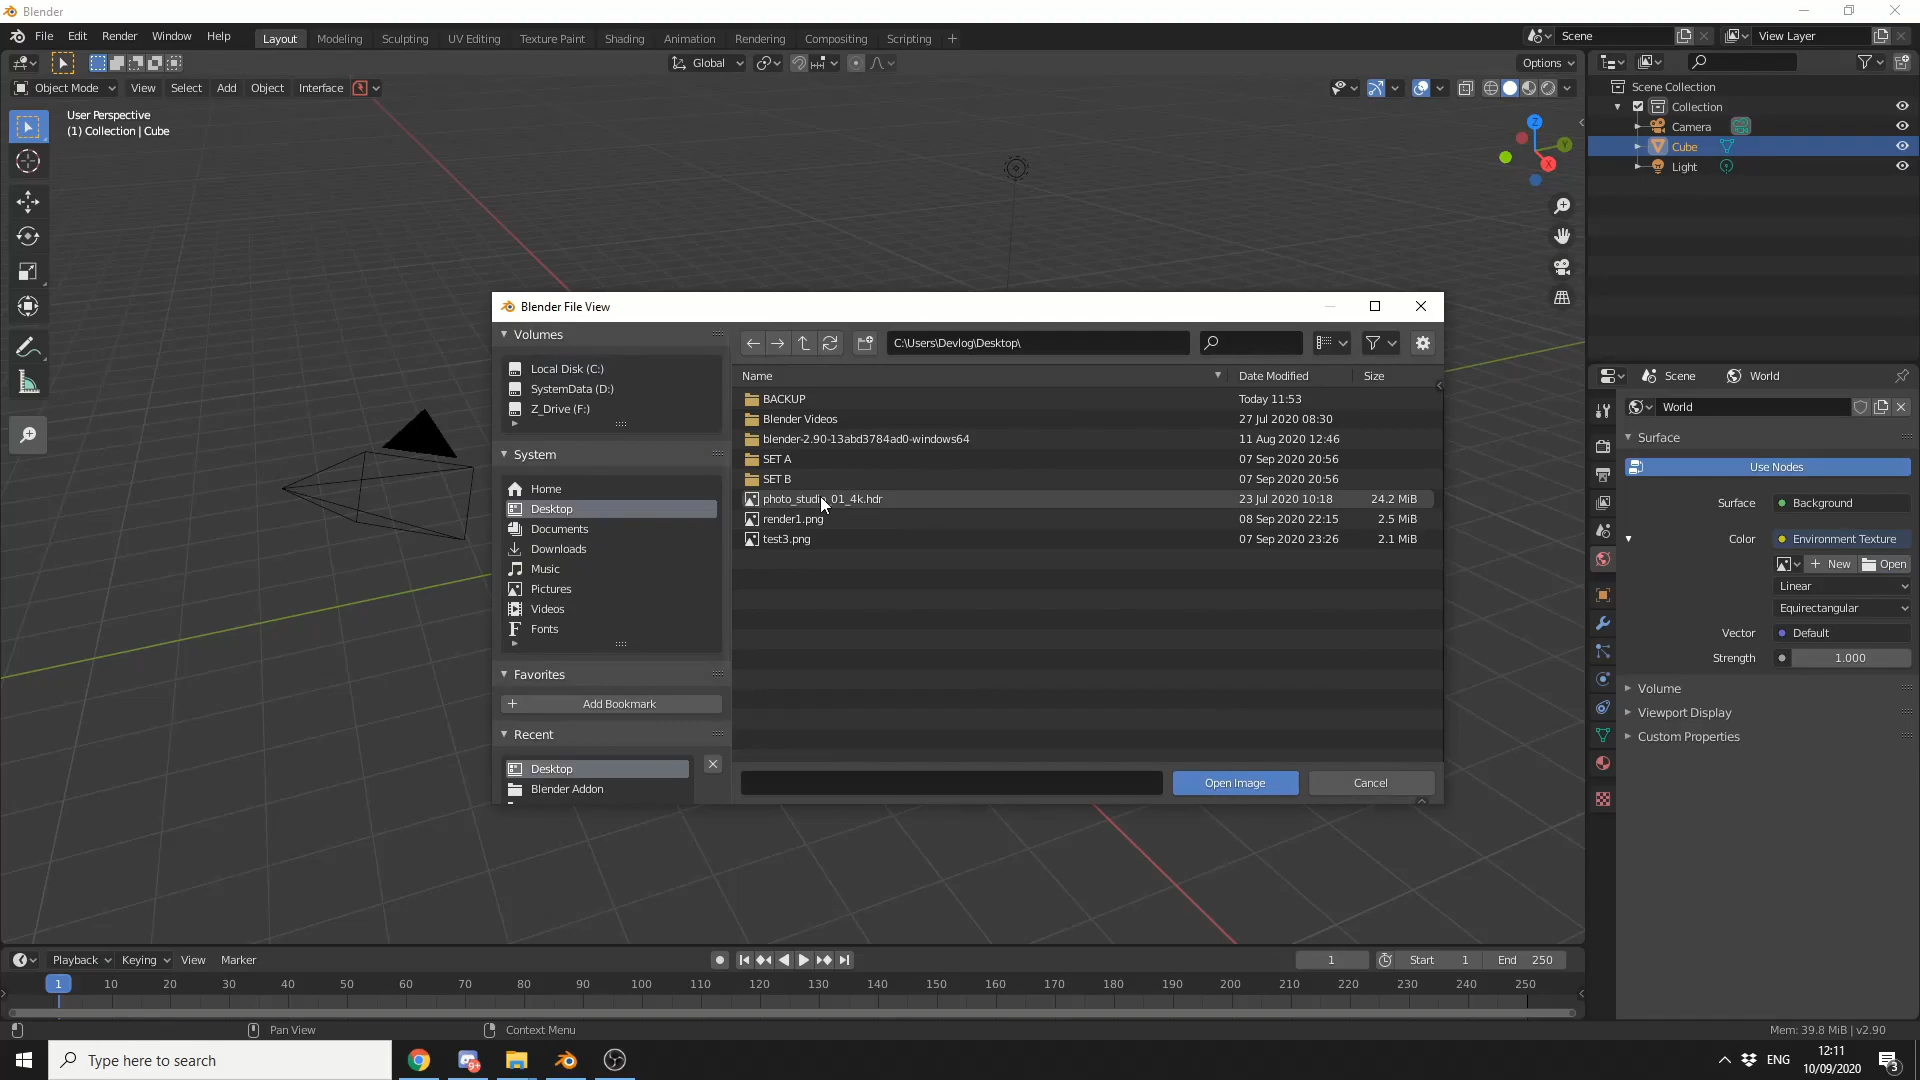 Blender
File Edit Render Window Help
Layout Modeling Sculpting UV Editing Texture Paint Shading Animation Rendering Compositing Scripting +
Scene View Layer
Global Options
Object Mode View Select Add Object Interface
User Perspective
(1) Collection | Cube
Z
Y
X
Scene Collection
Collection
Camera
Cube
Light
Scene World
World
Surface
Use Nodes
Surface Background
Color Environment Texture
New Open
Linear
Equirectangular
Vector Default
Strength 1.000
Volume
Viewport Display
Custom Properties
Blender File View
Volumes
Local Disk (C:)
SystemData (D:)
Z_Drive (F:)
System
Home
Desktop
Documents
Downloads
Music
Pictures
Videos
Fonts
Favorites
Add Bookmark
Recent
Desktop
Blender Addon
C:\Users\Devlog\Desktop\
Name Date Modified Size
BACKUP Today 11:53
Blender Videos 27 Jul 2020 08:30
blender-2.90-13abd3784ad0-windows64 11 Aug 2020 12:46
SET A 07 Sep 2020 20:56
SET B 07 Sep 2020 20:56
photo_studio_01_4k.hdr 23 Jul 2020 10:18 24.2 MiB
render1.png 08 Sep 2020 22:15 2.5 MiB
test3.png 07 Sep 2020 23:26 2.1 MiB
Open Image Cancel
Playback Keying View Marker
1 Start 1 End 250
1 10 20 30 40 50 60 70 80 90 100 110 120 130 140 150 160 170 180 190 200 210 220 230 240 250
Pan View Context Menu
Mem: 39.8 MiB | v2.90
Type here to search
9+
ENG
12:11
10/09/2020
3